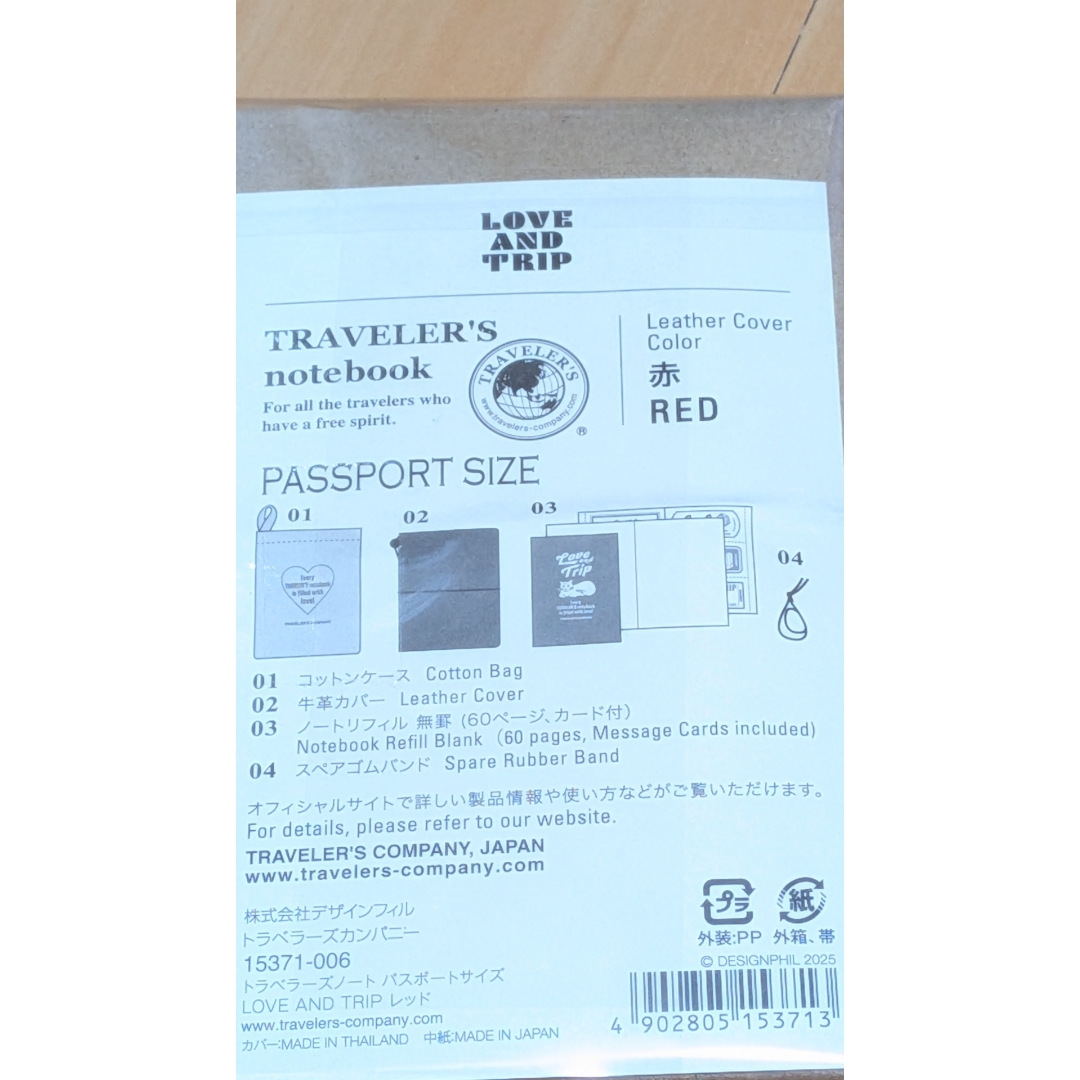 LOVE
AND
TRIP
TRAVELER'S
notebook
For all the travelers who
have a free spirit.
TRAVELER'S
www.travelers-company.com
®
Leather Cover
Color
赤
RED
PASSPORT SIZE
01
02
03
04
Every
TRAVELER'S notebook
is filled with
love!
Love
and
Trip
01 コットンケース Cotton Bag
02 牛革カバー Leather Cover
03 ノートリフィル 無罫 (60ページ、カード付)
Notebook Refill Blank (60 pages, Message Cards included)
04 スペアゴムバンド Spare Rubber Band
オフィシャルサイトで詳しい製品情報や使い方などがご覧いただけます。
For details, please refer to our website.
TRAVELER'S COMPANY, JAPAN
www.travelers-company.com
株式会社デザインフィル
トラベラーズカンパニー
15371-006
トラベラーズノート パスポートサイズ
LOVE AND TRIP レッド
www.travelers-company.com
カバー:MADE IN THAILAND 中紙:MADE IN JAPAN
プラ
外装:PP
紙
外箱、帯
© DESIGNPHIL 2025
4 902805 153713